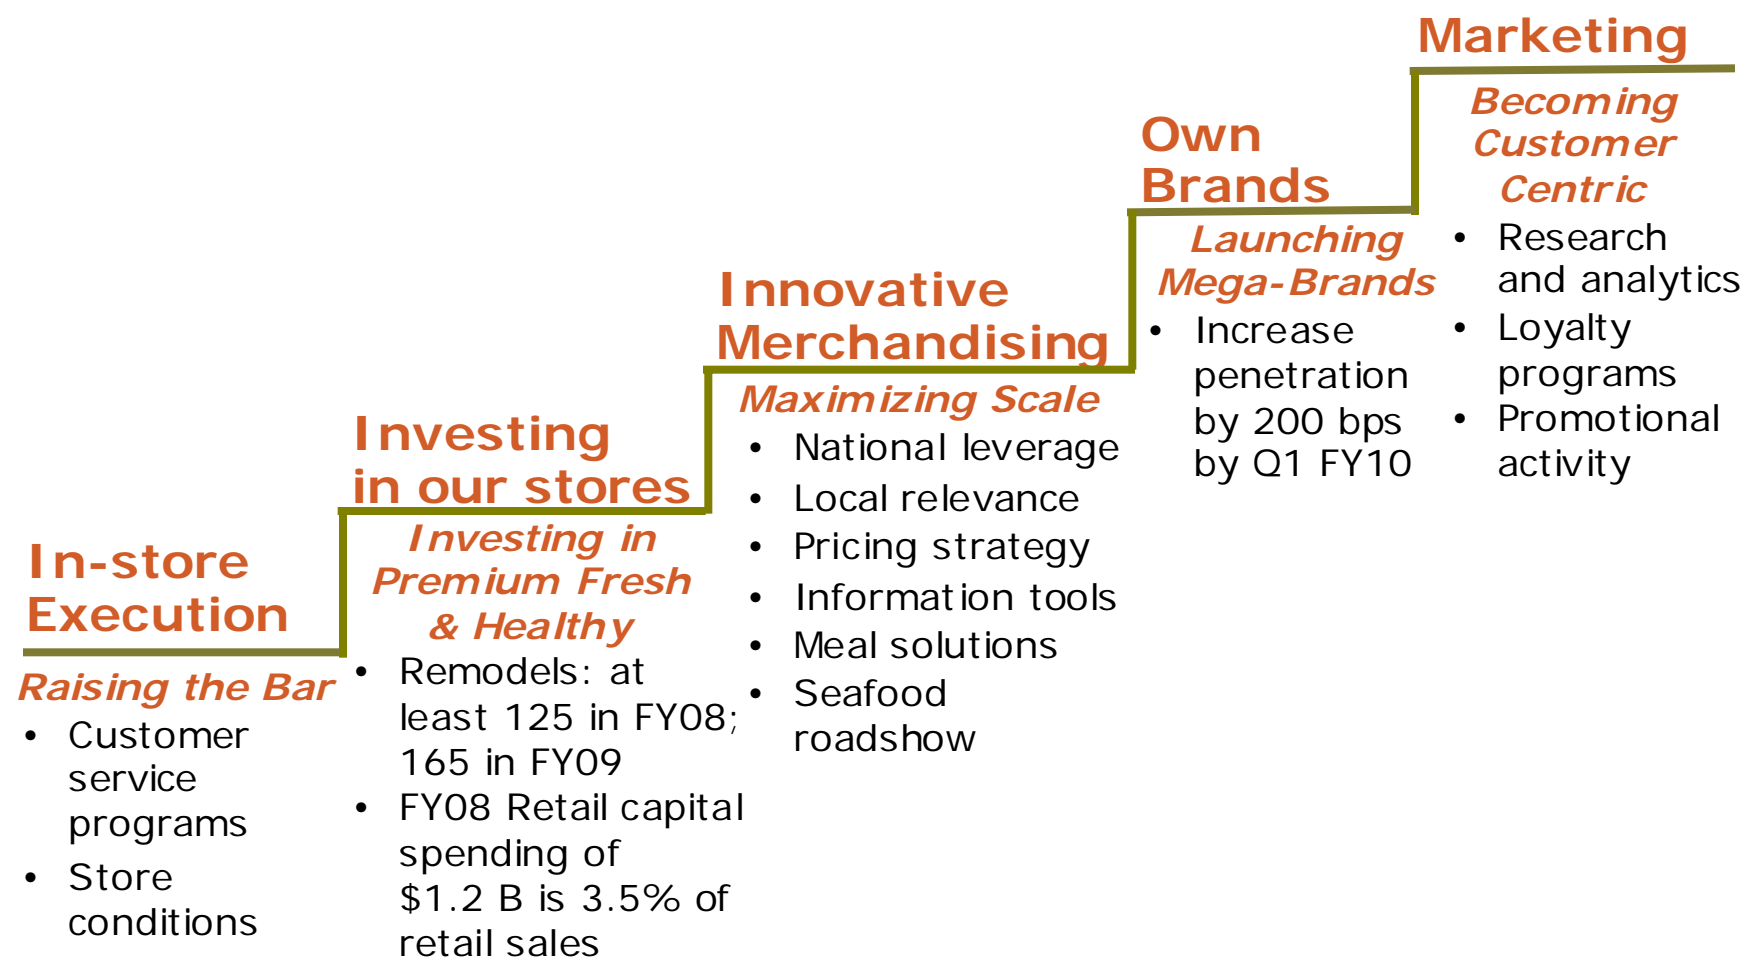 In-store
Execution
Raising the Bar
• Customer
service
programs
• Store
conditions
Investing
in our stores
Investing in
Premium Fresh
& Healthy
• Remodels: at
least 125 in FY08;
165 in FY09
• FY08 Retail capital
spending of
$1.2 B is 3.5% of
retail sales
Innovative
Merchandising
Maximizing Scale
• National leverage
• Local relevance
• Pricing strategy
• Information tools
• Meal solutions
• Seafood
roadshow
Own
Brands
Launching
Mega-Brands
• Increase
penetration
by 200 bps
by Q1 FY10
Marketing
Becoming
Customer
Centric
• Research
and analytics
• Loyalty
programs
• Promotional
activity